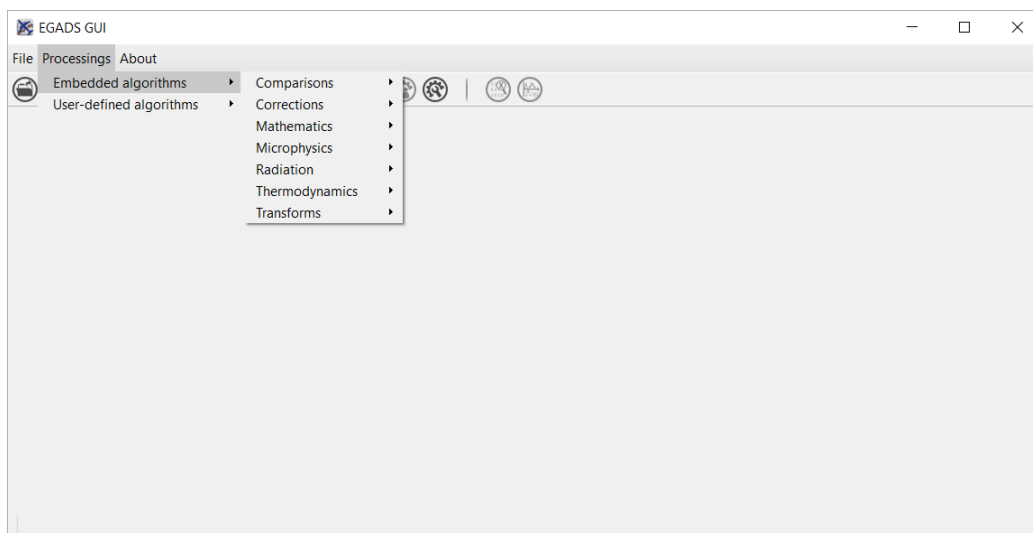 EGADS GUI
File Processings About
Embedded algorithms
User-defined algorithms
Comparisons
Corrections
Mathematics
Microphysics
Radiation
Thermodynamics
Transforms